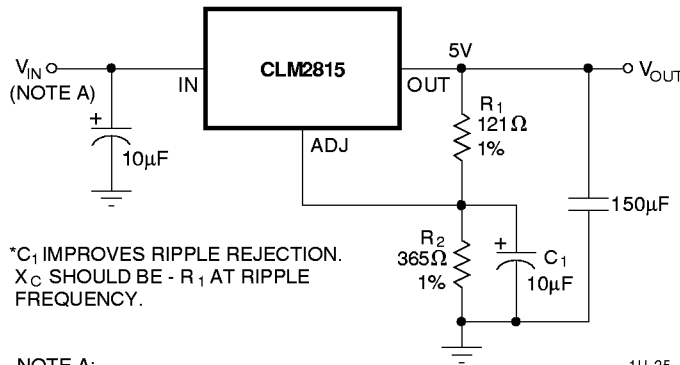 V_IN
(NOTE A)
IN
CLM2815
OUT
5V
V_OUT
ADJ
+
10µF
R₁
121Ω
1%
150µF
R₂
365Ω
1%
+
C₁
10µF
*C₁ IMPROVES RIPPLE REJECTION.
X_C SHOULD BE - R₁ AT RIPPLE
FREQUENCY.
NOTE A: